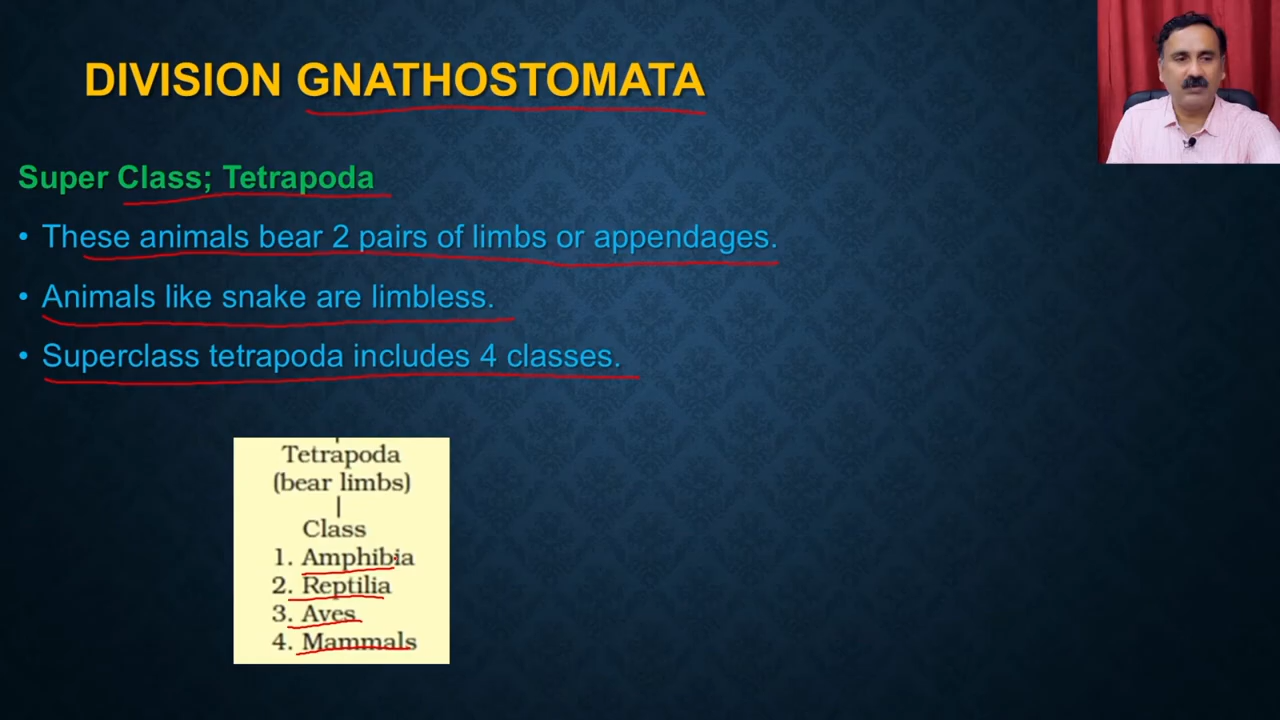 DIVISION GNATHOSTOMATA
Super Class; Tetrapoda
• These animals bear 2 pairs of limbs or appendages.
• Animals like snake are limbless.
• Superclass tetrapoda includes 4 classes.
Tetrapoda
(bear limbs)
Class
1. Amphibia
2. Reptilia
3. Aves
4. Mammals